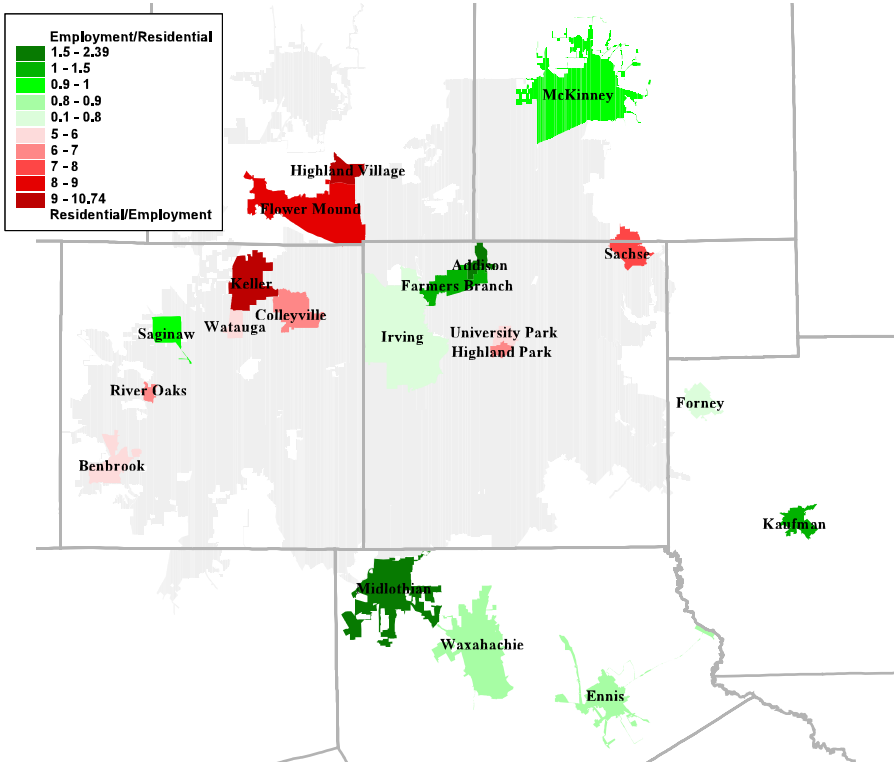 Employment/Residential
1.5 - 2.39
1 - 1.5
0.9 - 1
0.8 - 0.9
0.1 - 0.8
5 - 6
6 - 7
7 - 8
8 - 9
9 - 10.74
Residential/Employment
McKinney
Highland Village
Flower Mound
Sachse
Addison
Keller
Farmers Branch
Colleyville
Watauga
Saginaw
Irving
University Park
Highland Park
River Oaks
Forney
Benbrook
Kaufman
Midlothian
Waxahachie
Ennis